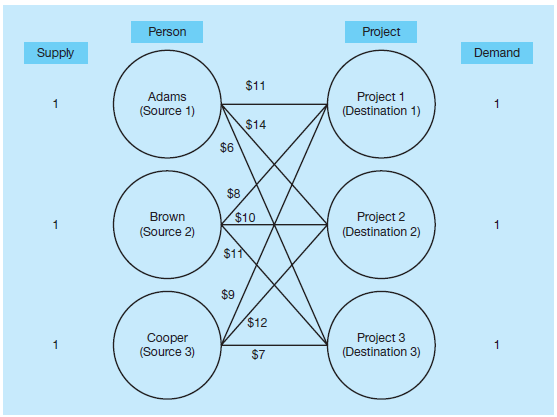 Person
Project
Supply
Demand
Adams
(Source 1)
$11
Project 1
(Destination 1)
1
1
$14
$6
$8
Brown
(Source 2)
$10
Project 2
(Destination 2)
1
1
$11
$9
$12
Cooper
(Source 3)
$7
Project 3
(Destination 3)
1
1